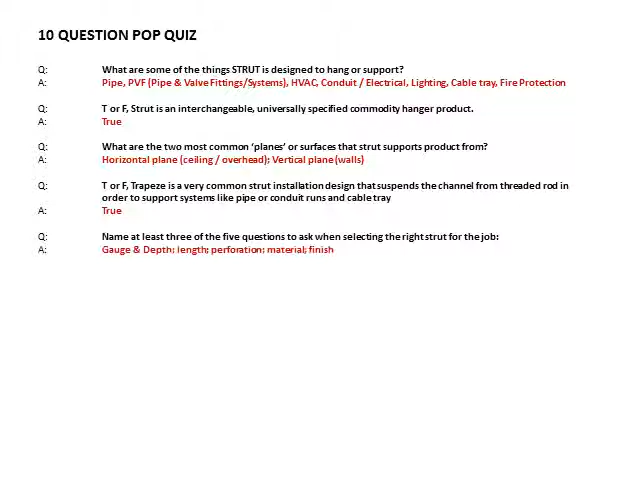 10 QUESTION POP QUIZ
Q: What are some of the things STRUT is designed to hang or support?
A: Pipe, PVF (Pipe & Valve Fittings/Systems), HVAC, Conduit / Electrical, Lighting, Cable tray, Fire Protection
Q: T or F, Strut is an interchangeable, universally specified commodity hanger product.
A: True
Q: What are the two most common ‘planes’ or surfaces that strut supports product from?
A: Horizontal plane (ceiling / overhead); Vertical plane (walls)
Q: T or F, Trapeze is a very common strut installation design that suspends the channel from threaded rod in
order to support systems like pipe or conduit runs and cable tray
A: True
Q: Name at least three of the five questions to ask when selecting the right strut for the job:
A: Gauge & Depth; length; perforation; material; finish